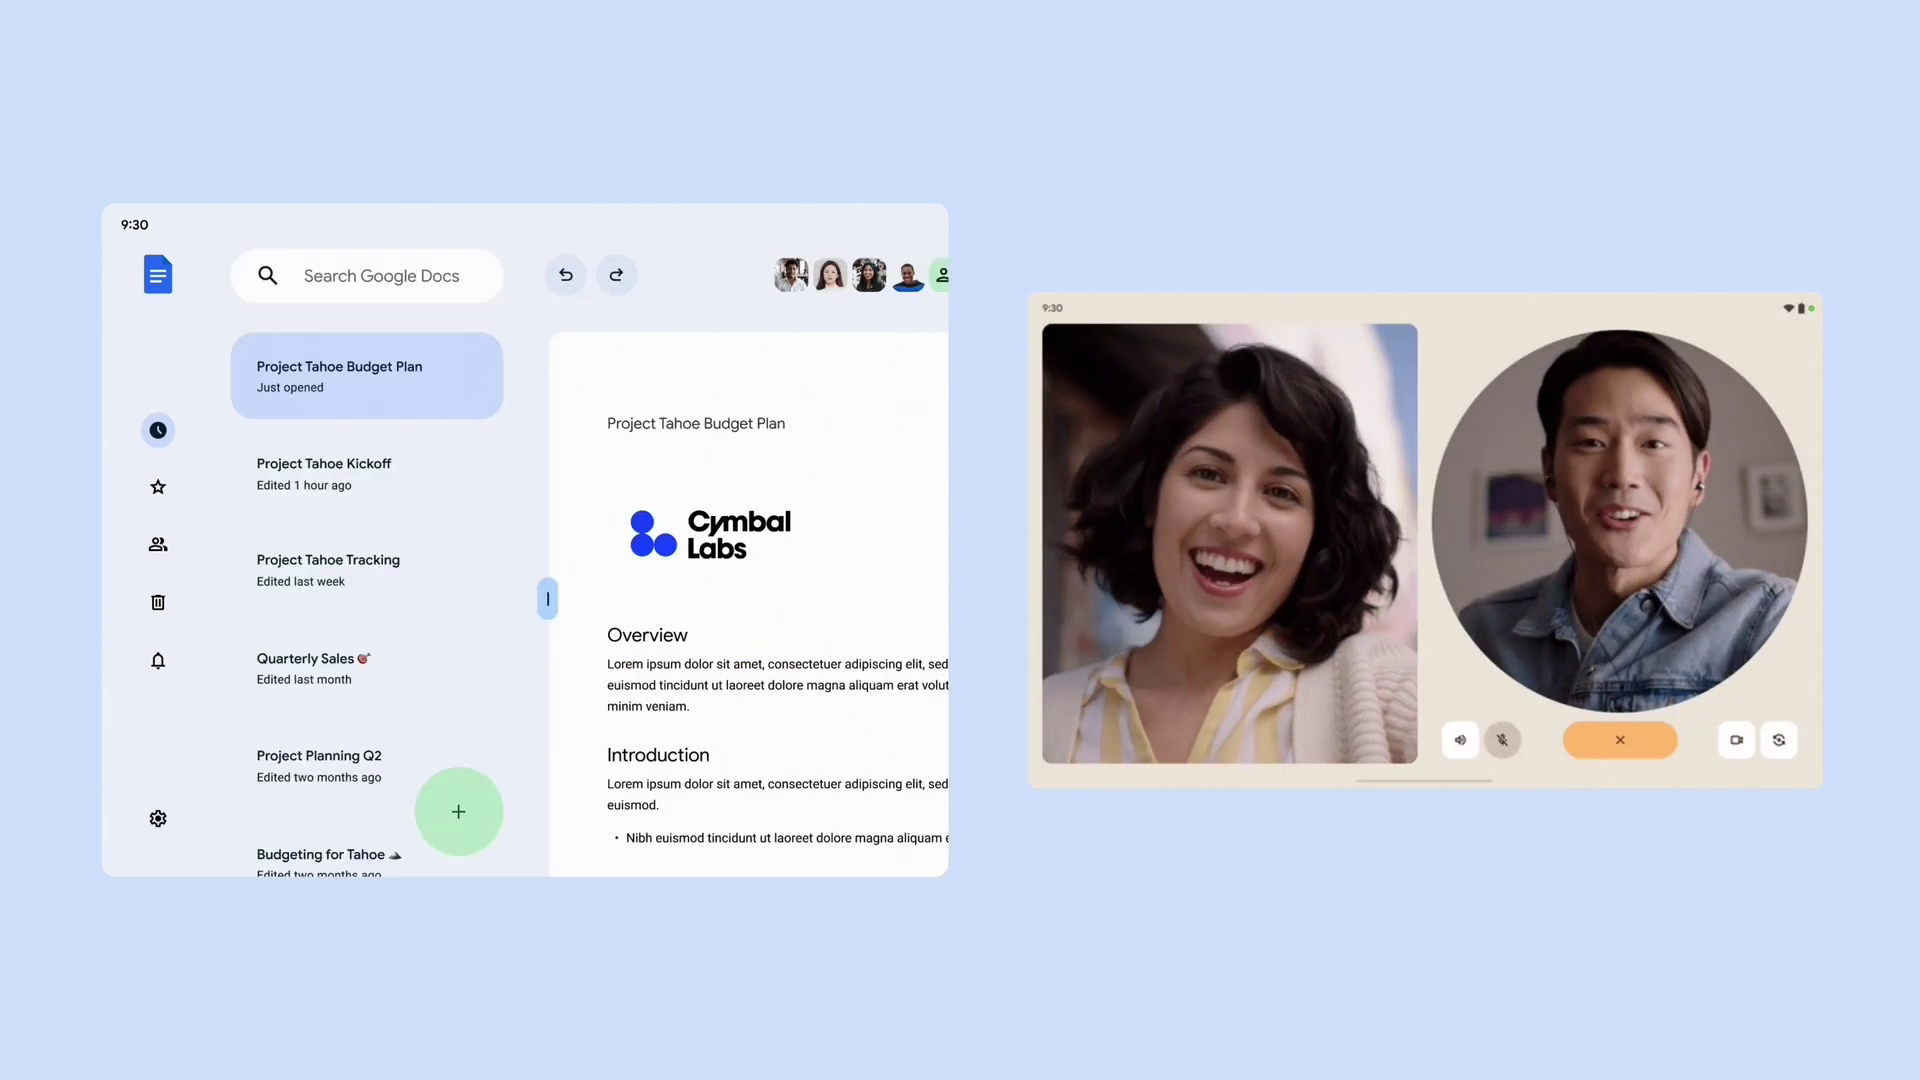 9:30
Search Google Docs
Project Tahoe Budget Plan
Just opened
Project Tahoe Kickoff
Edited 1 hour ago
Project Tahoe Tracking
Edited last week
Quarterly Sales 🎯
Edited last month
Project Planning Q2
Edited two months ago
Budgeting for Tahoe
Edited two months ago
Project Tahoe Budget Plan
Cymbal
Labs
Overview
Lorem ipsum dolor sit amet, consectetuer adipiscing elit, sed
euismod tincidunt ut laoreet dolore magna aliquam erat volut
minim veniam.
Introduction
Lorem ipsum dolor sit amet, consectetuer adipiscing elit, sed
euismod.
• Nibh euismod tincidunt ut laoreet dolore magna aliquam e
9:30